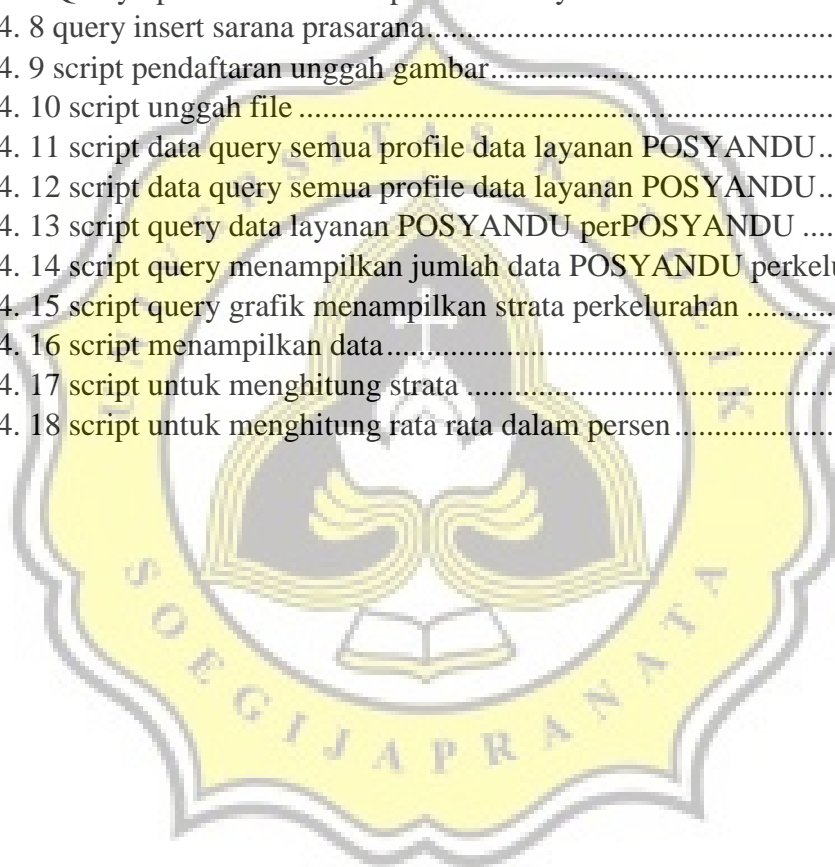 4. 8 query insert sarana prasarana
4. 9 script pendaftaran unggah gambar
4. 10 script unggah file
4. 11 script data query semua profile data layanan POSYANDU
4. 12 script data query semua profile data layanan POSYANDU
4. 13 script query data layanan POSYANDU perPOSYANDU
4. 14 script query menampilkan jumlah data POSYANDU perkelu
4. 15 script query grafik menampilkan strata perkelurahan
4. 16 script menampilkan data
4. 17 script untuk menghitung strata
4. 18 script untuk menghitung rata rata dalam persen
UNIVERSITAS KATOLIK
SOEGIJAPRANATA